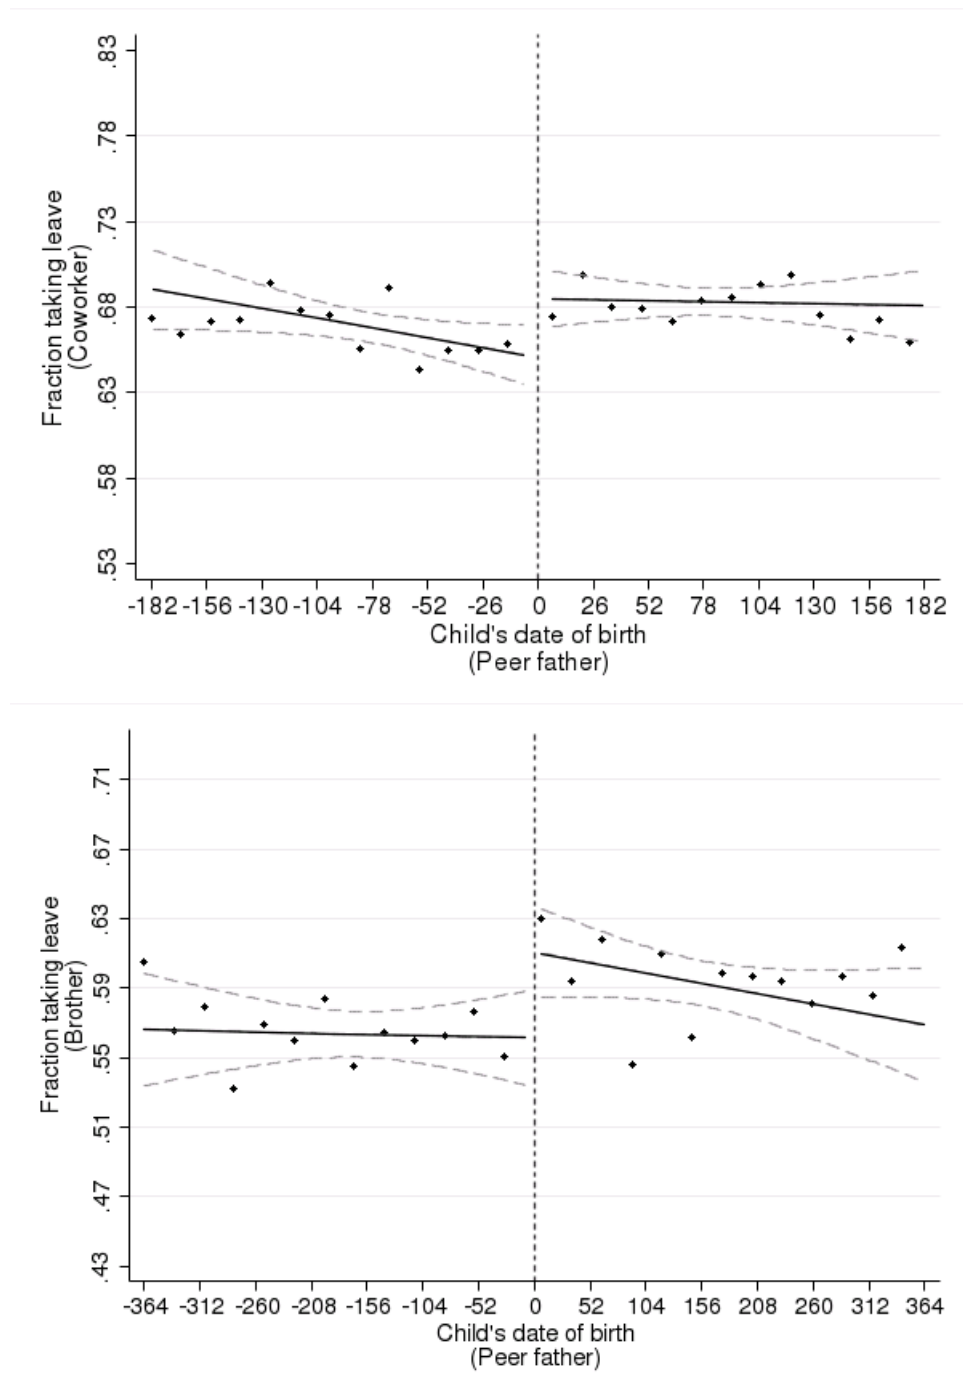 .83
.78
.73
.68
.63
.58
.53
Fraction taking leave
(Coworker)
-182 -156 -130 -104 -78 -52 -26 0 26 52 78 104 130 156 182
Child's date of birth
(Peer father)
.71
.67
.63
.59
.55
.51
.47
.43
Fraction taking leave
(Brother)
-364 -312 -260 -208 -156 -104 -52 0 52 104 156 208 260 312 364
Child's date of birth
(Peer father)